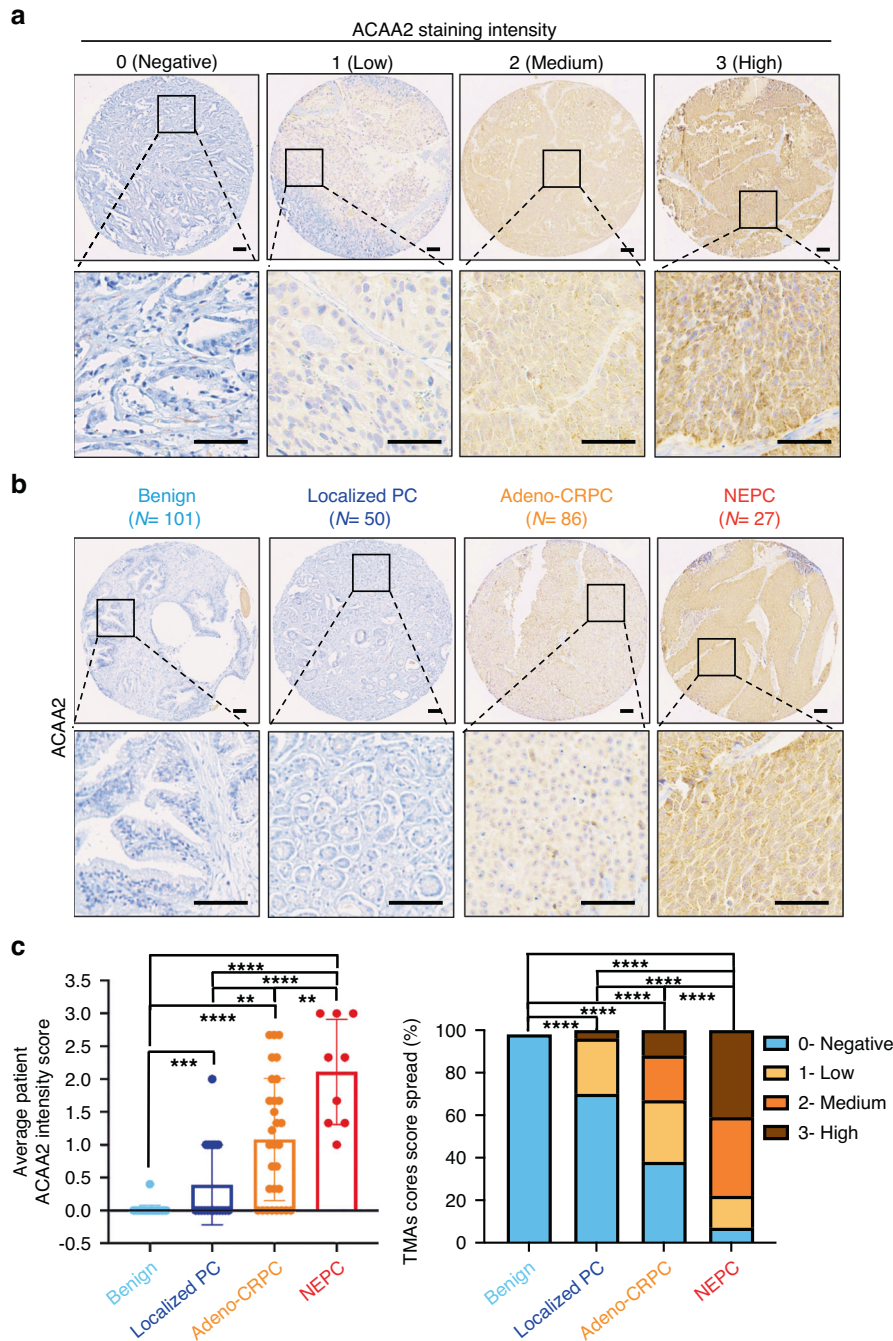 a
ACAA2 staining intensity
0 (Negative)
1 (Low)
2 (Medium)
3 (High)
b
Benign
(N= 101)
Localized PC
(N= 50)
Adeno-CRPC
(N= 86)
NEPC
(N= 27)
ACAA2
c
Average patient
ACAA2 intensity score
3.5
3.0
2.5
2.0
1.5
1.0
0.5
0.0
-0.5
****
****
**
**
****
***
Benign
Localized PC
Adeno-CRPC
NEPC
TMAs cores score spread (%)
100
80
60
40
20
0
****
****
****
****
****
****
Benign
Localized PC
Adeno-CRPC
NEPC
0- Negative
1- Low
2- Medium
3- High